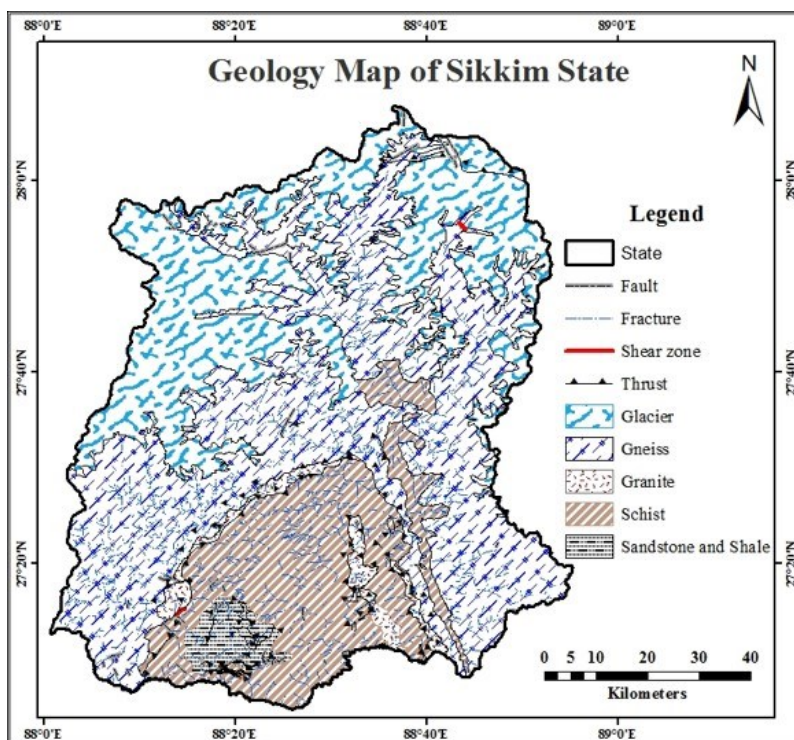 88°0'E 88°20'E 88°40'E 89°0'E
Geology Map of Sikkim State
N
28°0'N 28°0'N
Legend
State
Fault
Fracture
Shear zone
Thrust
Glacier
Gneiss
Granite
Schist
Sandstone and Shale
27°40'N 27°40'N
27°20'N 27°20'N
0 5 10 20 30 40
Kilometers
88°0'E 88°20'E 88°40'E 89°0'E